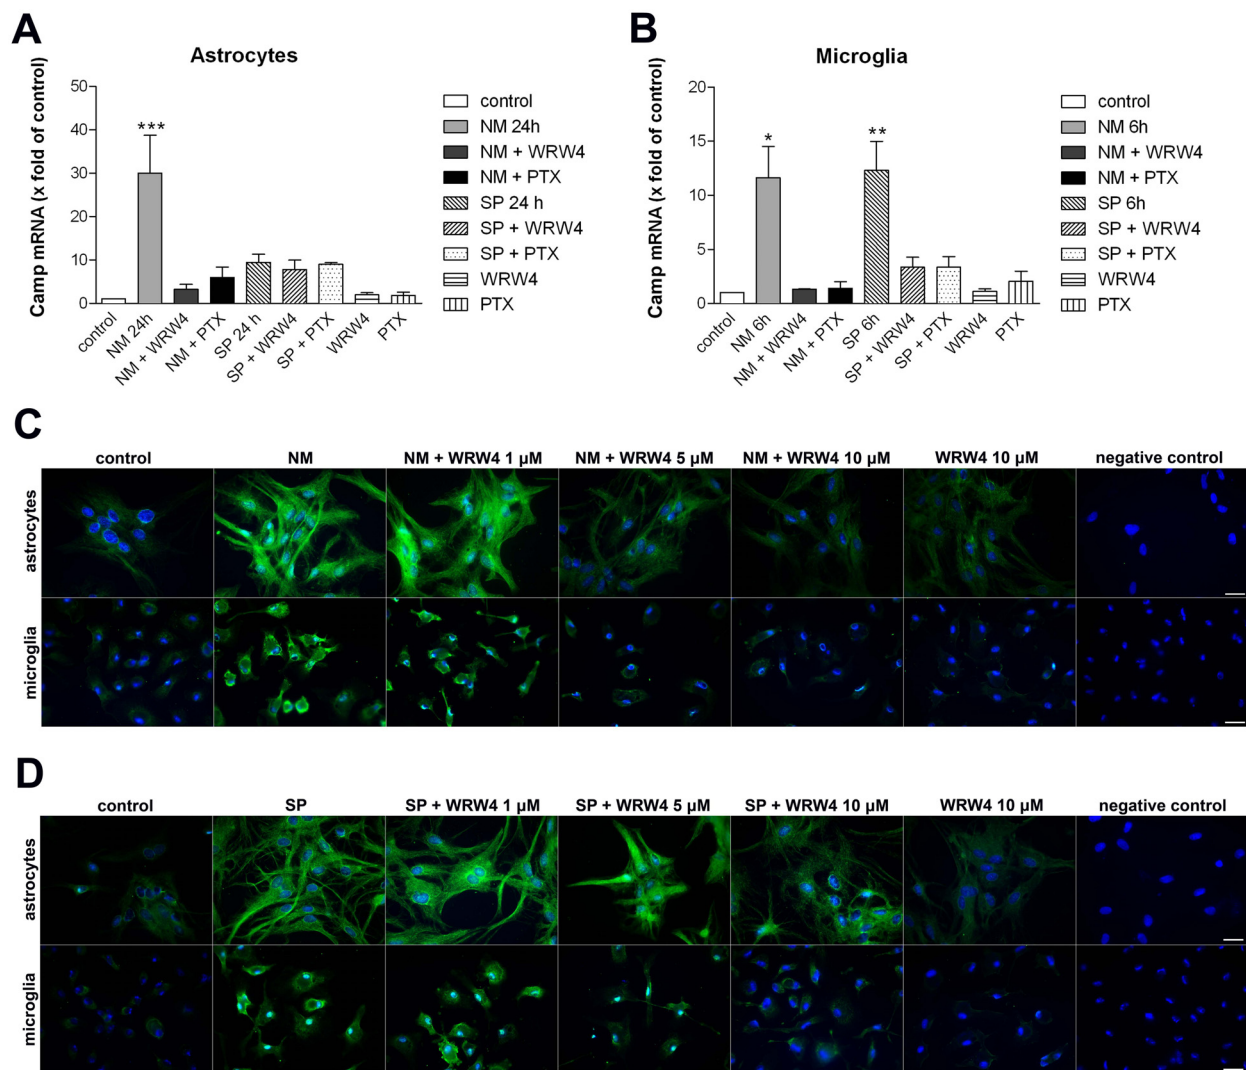 A
Astrocytes
Camp mRNA (x fold of control)
50
40
30
20
10
0
***
control
NM 24h
NM + WRW4
NM + PTX
SP 24 h
SP + WRW4
SP + PTX
WRW4
PTX
control
NM 24h
NM + WRW4
NM + PTX
SP 24 h
SP + WRW4
SP + PTX
WRW4
PTX
B
Microglia
Camp mRNA (x fold of control)
20
15
10
5
0
*
**
control
NM 6h
NM + WRW4
NM + PTX
SP 6h
SP + WRW4
SP + PTX
WRW4
PTX
control
NM 6h
NM + WRW4
NM + PTX
SP 6h
SP + WRW4
SP + PTX
WRW4
PTX
C
control NM NM + WRW4 1 µM NM + WRW4 5 µM NM + WRW4 10 µM WRW4 10 µM negative control
astrocytes
microglia
D
control SP SP + WRW4 1 µM SP + WRW4 5 µM SP + WRW4 10 µM WRW4 10 µM negative control
astrocytes
microglia